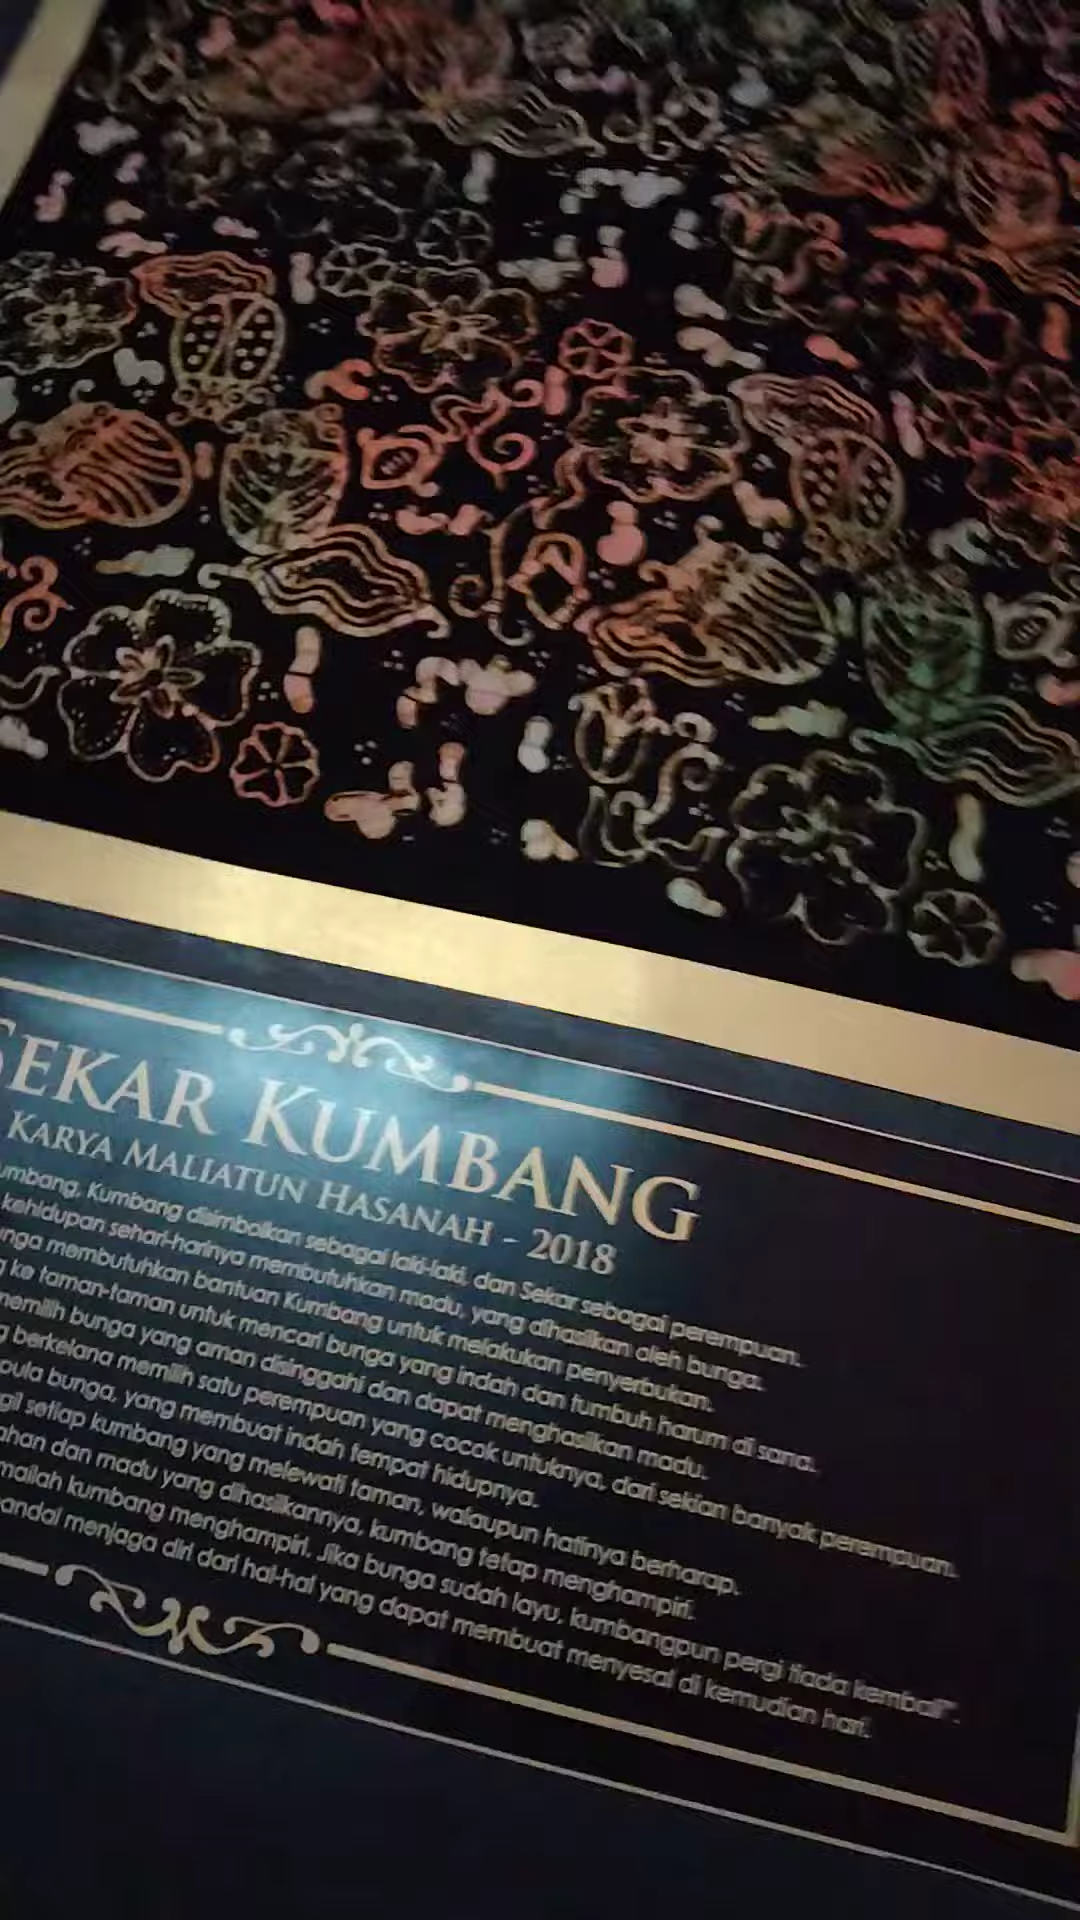 SEKAR KUMBANG
KARYA MALIATUN HASANAH - 2018
Kumbang disimbolkan sebagai laki-laki, dan Sekar sebagai perempuan.
kehidupan sehari-harinya membutuhkan madu, yang dihasilkan oleh bunga.
membutuhkan bantuan Kumbang untuk melakukan penyerbukan.
ke taman-taman untuk mencari bunga yang indah dan tumbuh harum di sana.
memilih bunga yang aman disinggahi dan dapat menghasilkan madu.
berkelana memilih satu perempuan yang cocok untuknya, dari sekian banyak perempuan.
pula bunga, yang membuat indah tempat hidupnya.
setiap kumbang yang melewati taman, walaupun hatinya berharap.
dan madu yang dihasilkannya, kumbang tetap menghampiri.
kumbang menghampiri. Jika bunga sudah layu, kumbangpun pergi tiada kembali".
menjaga diri dari hal-hal yang dapat membuat menyesal di kemudian hari.